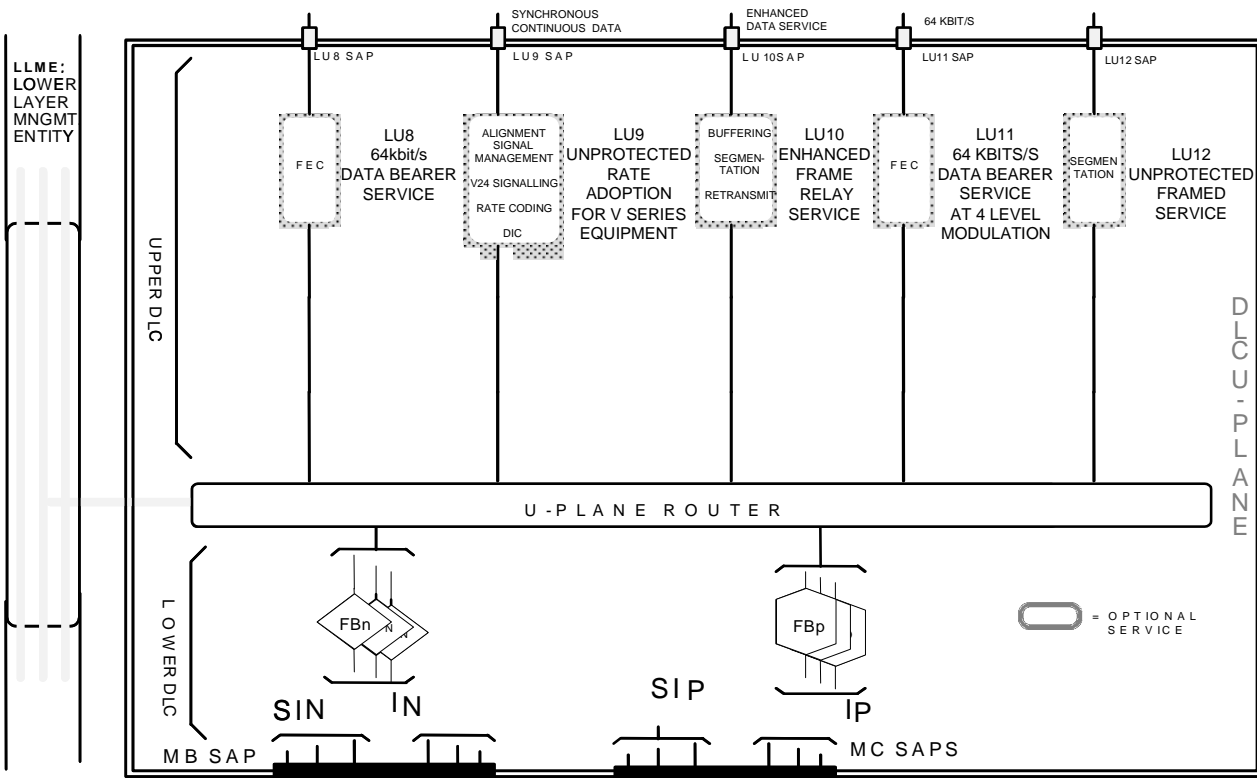 SYNCHRONOUS
CONTINUOUS DATA
ENHANCED
DATA SERVICE
64 KBIT/S
LU8 SAP
LU9 SAP
LU10SAP
LU11 SAP
LU12 SAP
LLME:
LOWER
LAYER
MNGMT
ENTITY
UPPER DLC
FEC
LU8
64kbit/s
DATA BEARER
SERVICE
ALIGNMENT
SIGNAL
MANAGEMENT
V24 SIGNALLING
RATE CODING
DIC
LU9
UNPROTECTED
RATE
ADOPTION
FOR V SERIES
EQUIPMENT
BUFFERING
SEGMEN-
TATION
RETRANSMIT
LU10
ENHANCED
FRAME
RELAY
SERVICE
FEC
LU11
64 KBITS/S
DATA BEARER
SERVICE
AT 4 LEVEL
MODULATION
SEGMEN
TATION
LU12
UNPROTECTED
FRAMED
SERVICE
DLC U-PLANE
U-PLANE ROUTER
LOWER DLC
FBn
N
N
FBp
= OPTIONAL
SERVICE
SIN
IN
SIP
IP
MB SAP
MC SAPS